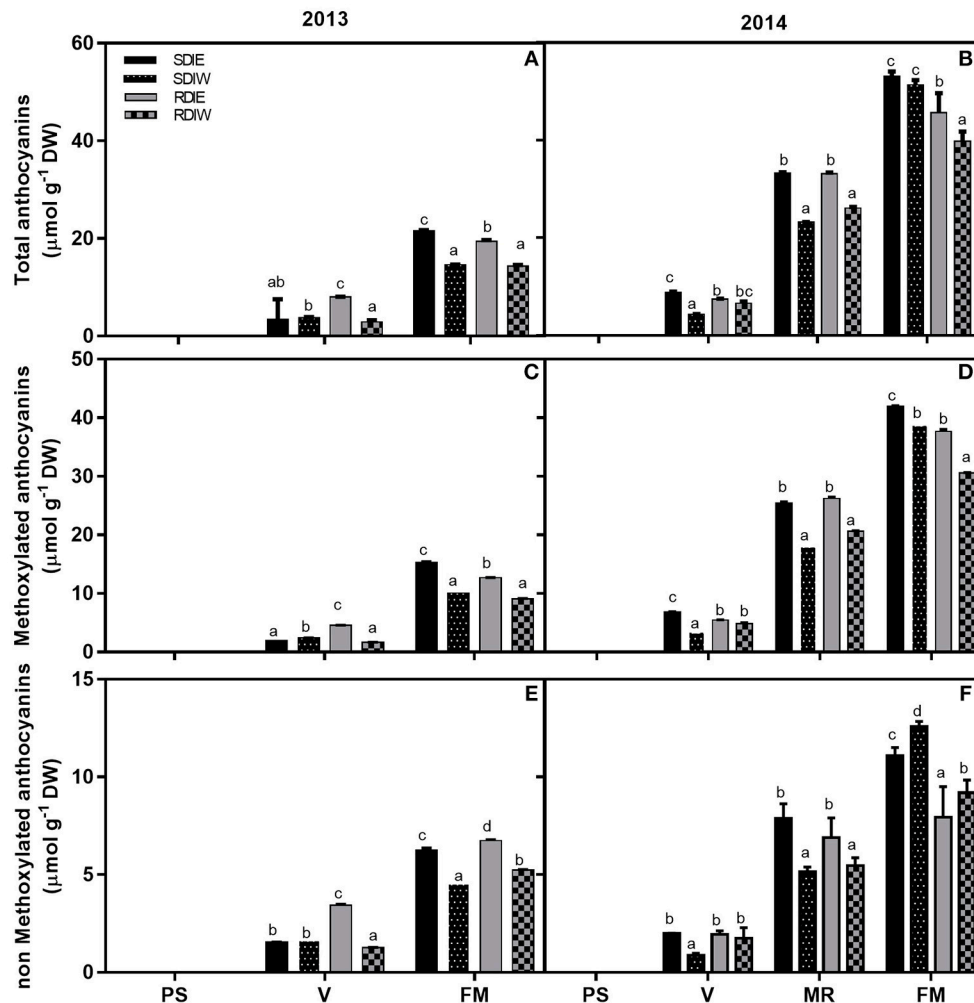 2013
2014
60
40
20
0
Total anthocyanins
(μmol g-1 DW)
SDIE
SDIW
RDIE
RDIW
A
ab
b
c
a
c
a
b
a
B
c
a
b
bc
b
a
b
a
c
c
b
a
50
40
30
20
10
0
Methoxylated anthocyanins
(μmol g-1 DW)
C
a
b
c
a
c
a
b
a
D
c
a
b
b
b
a
b
a
c
b
b
a
15
10
5
0
non Methoxylated anthocyanins
(μmol g-1 DW)
E
b
b
c
a
c
a
d
b
F
b
a
b
b
b
a
b
a
c
d
a
b
PS
V
FM
PS
V
MR
FM